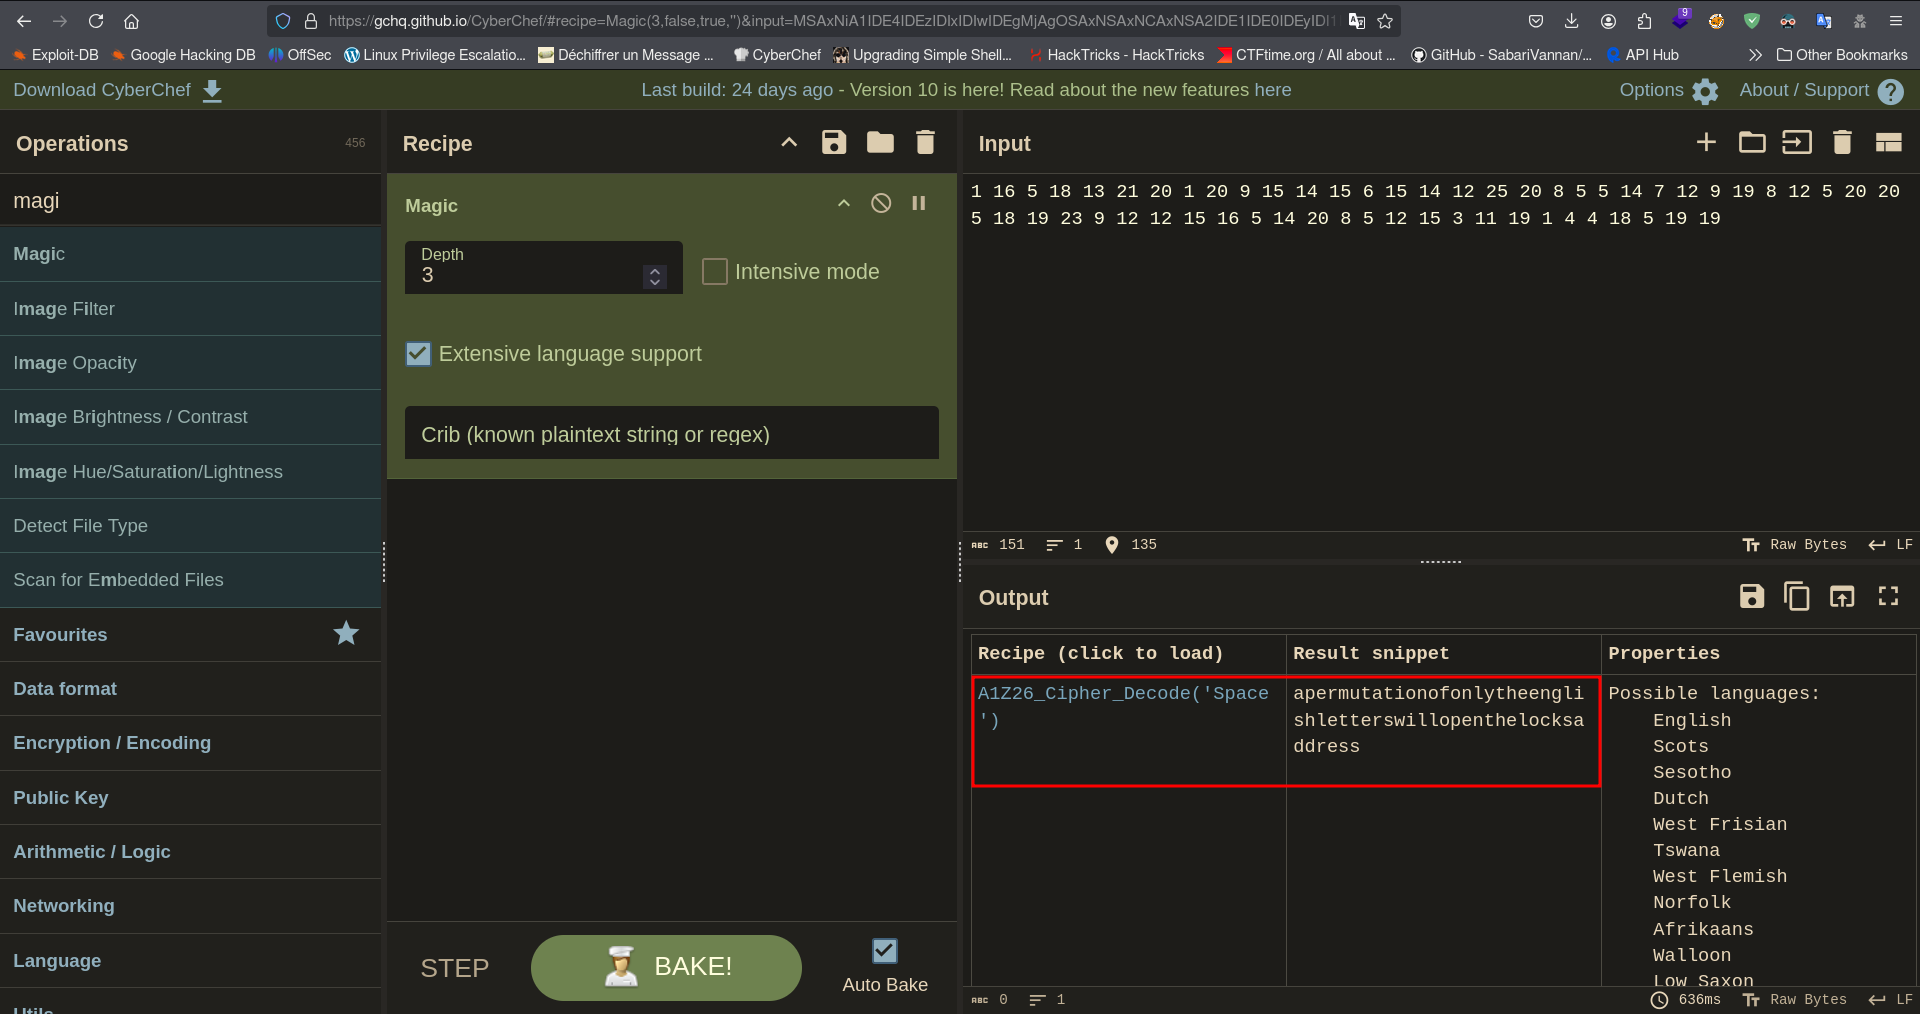 https://gchq.github.io/CyberChef/#recipe=Magic(3,false,true,'')&input=MSAxNiA1IDE4IDEzIDIxIDIwIDEgMjAgOSAxNSAxNCAxNSA2IDE1IDE0IDEyIDI1
9
Exploit-DB
Google Hacking DB
OffSec
Linux Privilege Escalatio...
Déchiffrer un Message ...
CyberChef
Upgrading Simple Shell...
HackTricks - HackTricks
CTFtime.org / All about ...
GitHub - SabariVannan/...
API Hub
Other Bookmarks
Download CyberChef
Last build: 24 days ago - Version 10 is here! Read about the new features here
Options
About / Support
Operations
456
magi
Magic
Image Filter
Image Opacity
Image Brightness / Contrast
Image Hue/Saturation/Lightness
Detect File Type
Scan for Embedded Files
Favourites
Data format
Encryption / Encoding
Public Key
Arithmetic / Logic
Networking
Language
Utils
Recipe
Magic
Depth
3
Intensive mode
Extensive language support
Crib (known plaintext string or regex)
STEP
BAKE!
Auto Bake
Input
1 16 5 18 13 21 20 1 20 9 15 14 15 6 15 14 12 25 20 8 5 5 14 7 12 9 19 8 12 5 20 20
5 18 19 23 9 12 12 15 16 5 14 20 8 5 12 15 3 11 19 1 4 4 18 5 19 19
ABC 151
1
135
Raw Bytes
LF
Output
Recipe (click to load)
Result snippet
Properties
A1Z26_Cipher_Decode('Space
')
apermutationofonlytheengli
shletterswillopenthelocksa
ddress
Possible languages:
English
Scots
Sesotho
Dutch
West Frisian
Tswana
West Flemish
Norfolk
Afrikaans
Walloon
Low Saxon
ABC 0
1
636ms
Raw Bytes
LF